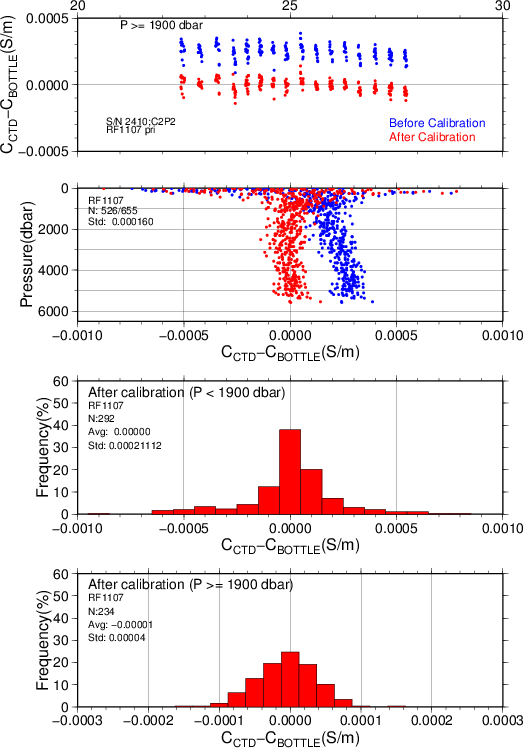 20 25 30
0.0005
0.0000
−0.0005
C_CTD−C_BOTTLE(S/m)
P >= 1900 dbar
S/N 2410;C2P2
RF1107 pri
Before Calibration
After Calibration
0
2000
4000
6000
Pressure(dbar)
RF1107
N: 526/655
Std: 0.000160
−0.0010 −0.0005 0.0000 0.0005 0.0010
C_CTD−C_BOTTLE(S/m)
60
50
40
30
20
10
0
Frequency(%)
After calibration (P < 1900 dbar)
RF1107
N:292
Avg: 0.00000
Std: 0.00021112
−0.0010 −0.0005 0.0000 0.0005 0.0010
C_CTD−C_BOTTLE(S/m)
60
50
40
30
20
10
0
Frequency(%)
After calibration (P >= 1900 dbar)
RF1107
N:234
Avg: −0.00001
Std: 0.00004
−0.0003 −0.0002 −0.0001 0.0000 0.0001 0.0002 0.0003
C_CTD−C_BOTTLE(S/m)